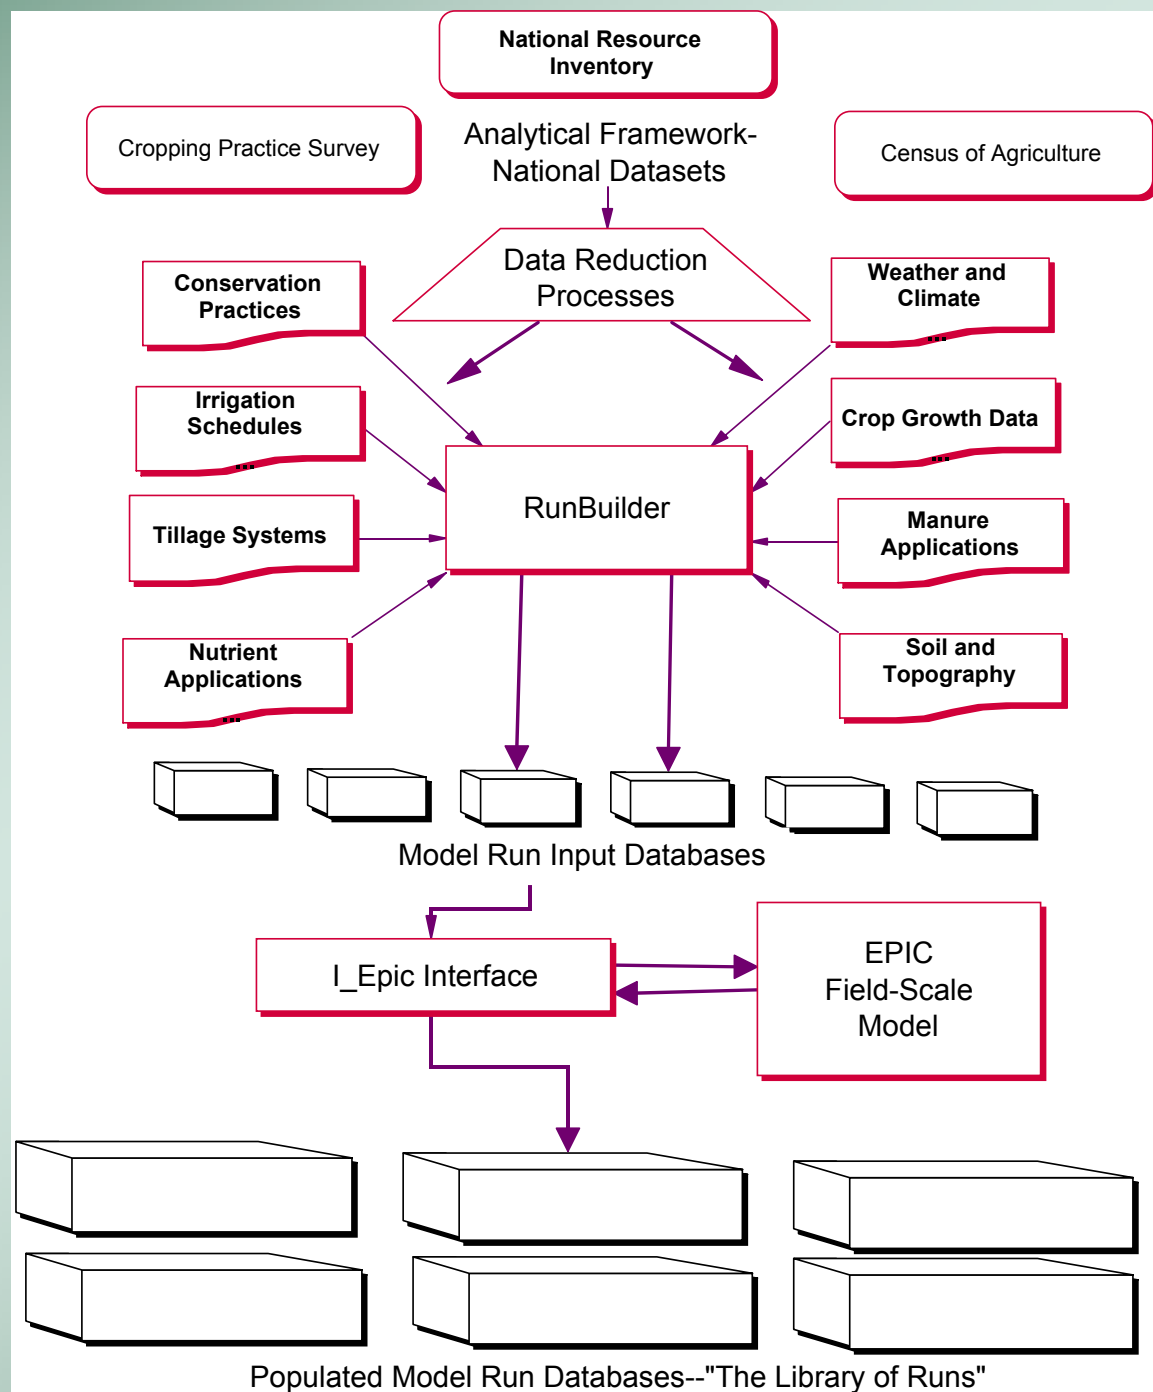 National Resource
Inventory
Cropping Practice Survey
Analytical Framework-
National Datasets
Census of Agriculture
Data Reduction
Processes
Conservation
Practices
Weather and
Climate
...
Irrigation
Schedules
...
Crop Growth Data
...
RunBuilder
Tillage Systems
Manure
Applications
Nutrient
Applications
...
Soil and
Topography
Model Run Input Databases
I_Epic Interface
EPIC
Field-Scale
Model
Populated Model Run Databases--"The Library of Runs"